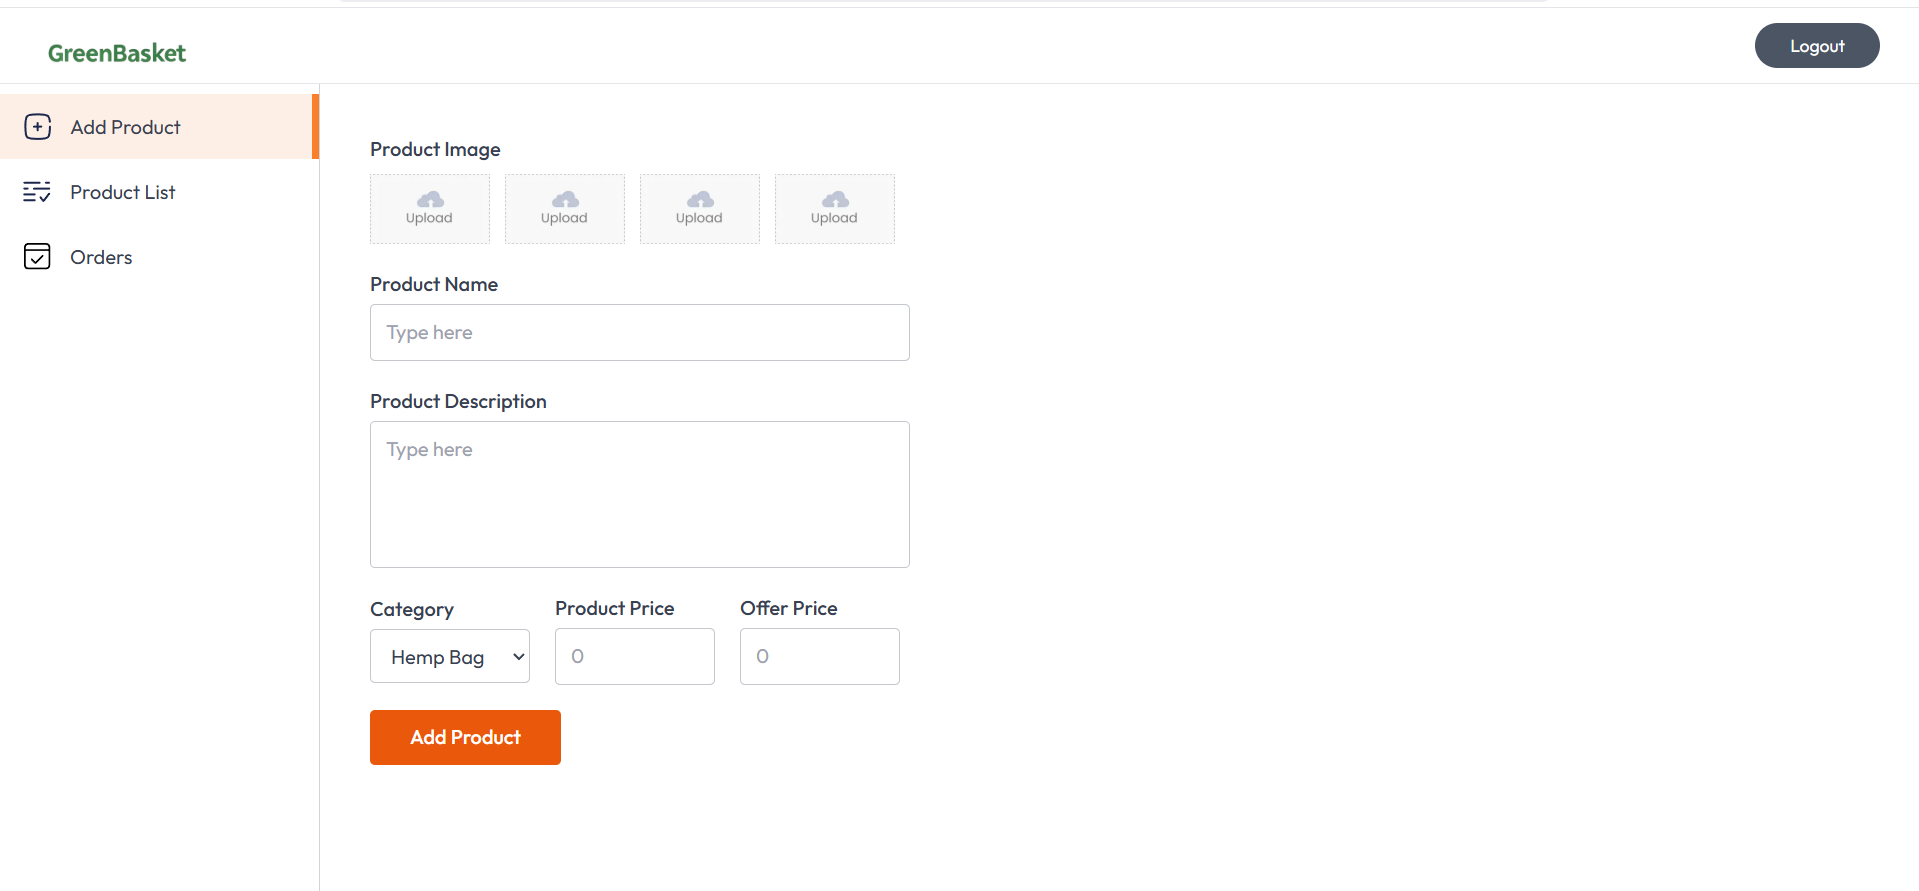 GreenBasket
Logout
Add Product
Product List
Orders
Product Image
Upload Upload Upload Upload
Product Name
Type here
Product Description
Type here
Category Product Price Offer Price
Hemp Bag 0 0
Add Product